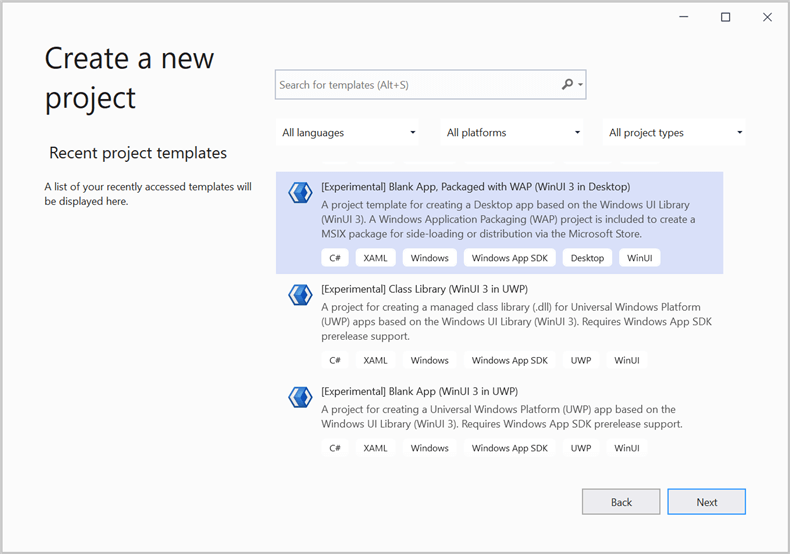 Create a new
project
Search for templates (Alt+S)
All languages
All platforms
All project types
Recent project templates
A list of your recently accessed templates will
be displayed here.
[Experimental] Blank App, Packaged with WAP (WinUI 3 in Desktop)
A project template for creating a Desktop app based on the Windows UI Library
(WinUI 3). A Windows Application Packaging (WAP) project is included to create a
MSIX package for side-loading or distribution via the Microsoft Store.
C# XAML Windows Windows App SDK Desktop WinUI
[Experimental] Class Library (WinUI 3 in UWP)
A project for creating a managed class library (.dll) for Universal Windows Platform
(UWP) apps based on the Windows UI Library (WinUI 3). Requires Windows App SDK
prerelease support.
C# XAML Windows Windows App SDK UWP WinUI
[Experimental] Blank App (WinUI 3 in UWP)
A project for creating a Universal Windows Platform (UWP) app based on the
Windows UI Library (WinUI 3). Requires Windows App SDK prerelease support.
C# XAML Windows Windows App SDK UWP WinUI
Back
Next